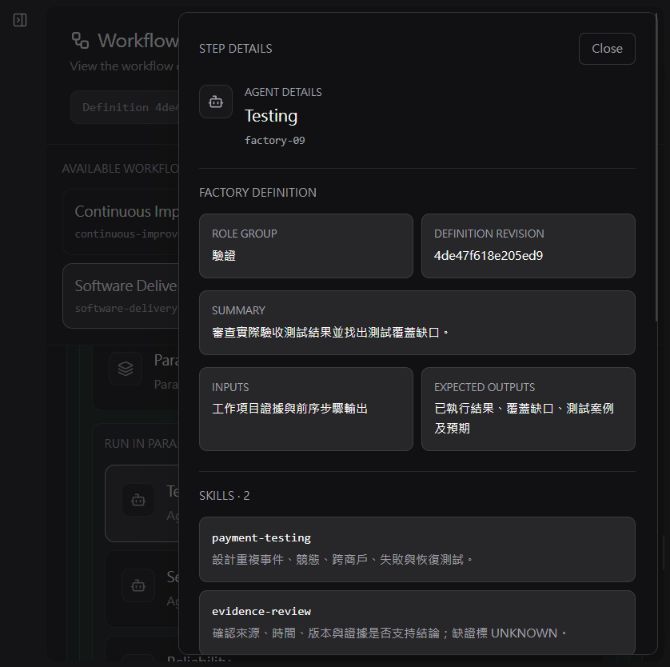 Workflow
STEP DETAILS
Close
View the workflow
Definition 4de4
AGENT DETAILS
Testing
factory-09
AVAILABLE WORKFLO
Continuous Imp
continuous-improv
Software Delive
software-delivery
FACTORY DEFINITION
ROLE GROUP
驗證
DEFINITION REVISION
4de47f618e205ed9
SUMMARY
審查實際驗收測試結果並找出測試覆蓋缺口。
INPUTS
工作項目證據與前序步驟輸出
EXPECTED OUTPUTS
已執行結果、覆蓋缺口、測試案例
及預期
Para
Para
RUN IN PARA
Te
Ag
Se
Ag
Reliability
SKILLS · 2
payment-testing
設計重複事件、競態、跨商戶、失敗與恢復測試。
evidence-review
確認來源、時間、版本與證據是否支持結論；缺證標 UNKNOWN。